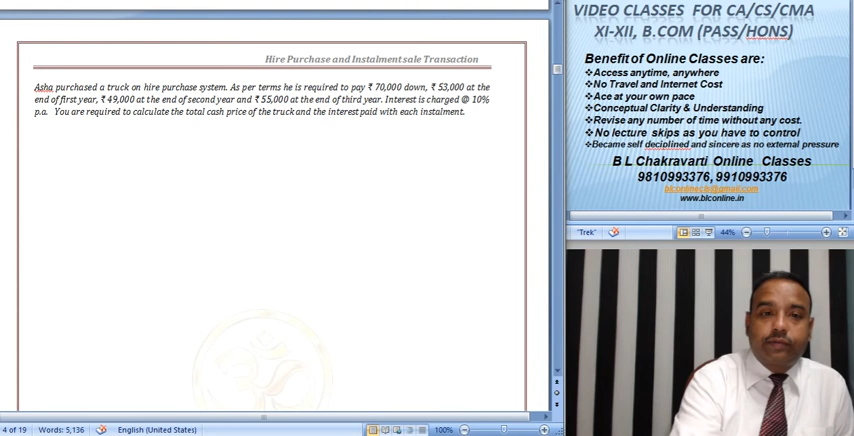 Hire Purchase and Instalment sale Transaction
Asha purchased a truck on hire purchase system. As per terms he is required to pay ₹ 70,000 down, ₹ 53,000 at the
end of first year, ₹ 49,000 at the end of second year and ₹ 55,000 at the end of third year. Interest is charged @ 10%
p.a. You are required to calculate the total cash price of the truck and the interest paid with each instalment.
4 of 19 Words: 5,136 English (United States) 100%
VIDEO CLASSES FOR CA/CS/CMA
XI-XII, B.COM (PASS/HONS)
Benefit of Online Classes are:
❖Access anytime, anywhere
❖No Travel and Internet Cost
❖Ace at your own pace
❖Conceptual Clarity & Understanding
❖Revise any number of time without any cost.
❖No lecture skips as you have to control
❖Became self deciplined and sincere as no external pressure
B L Chakravarti Online Classes
9810993376, 9910993376
www.blconline.in
"Trek" 44%